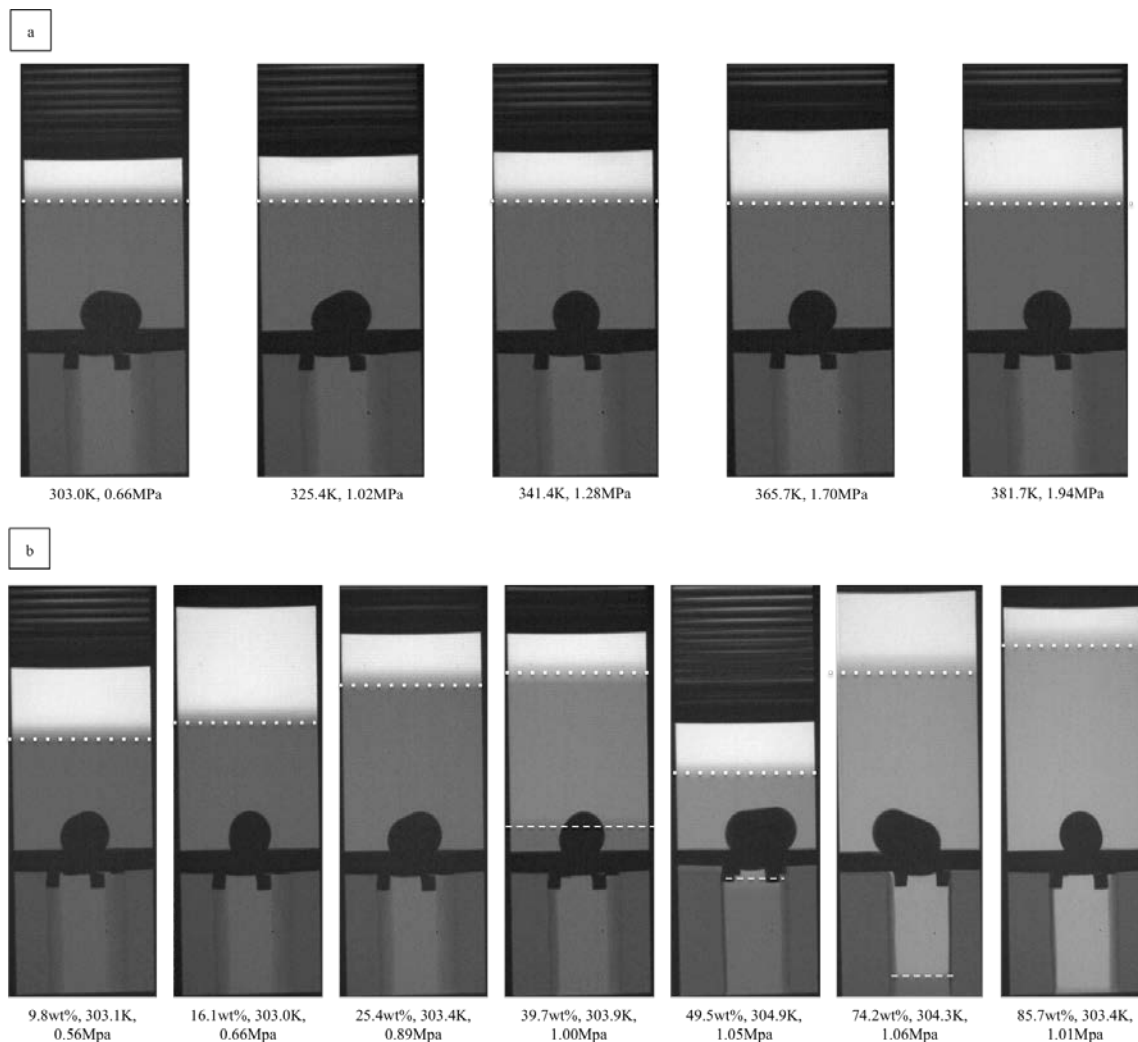 a
303.0K, 0.66MPa
325.4K, 1.02MPa
341.4K, 1.28MPa
365.7K, 1.70MPa
381.7K, 1.94MPa
b
9.8wt%, 303.1K,
0.56Mpa
16.1wt%, 303.0K,
0.66Mpa
25.4wt%, 303.4K,
0.89Mpa
39.7wt%, 303.9K,
1.00Mpa
49.5wt%, 304.9K,
1.05Mpa
74.2wt%, 304.3K,
1.06Mpa
85.7wt%, 303.4K,
1.01Mpa